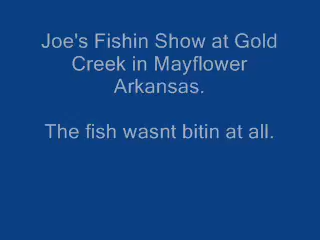 Joe's Fishin Show at Gold
Creek in Mayflower
Arkansas.
The fish wasnt bitin at all.